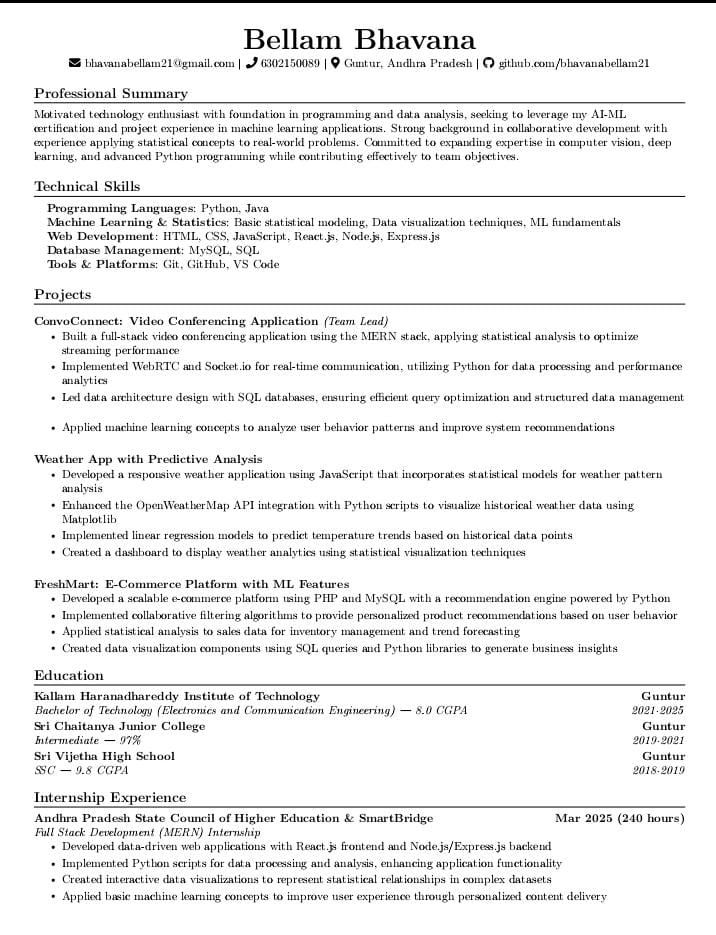 Bellam Bhavana
bhavanabellam21@gmail.com | 6302150089 | Guntur, Andhra Pradesh | github.com/bhavanabellam21
Professional Summary
Motivated technology enthusiast with foundation in programming and data analysis, seeking to leverage my AI-ML
certification and project experience in machine learning applications. Strong background in collaborative development with
experience applying statistical concepts to real-world problems. Committed to expanding expertise in computer vision, deep
learning, and advanced Python programming while contributing effectively to team objectives.
Technical Skills
Programming Languages: Python, Java
Machine Learning & Statistics: Basic statistical modeling, Data visualization techniques, ML fundamentals
Web Development: HTML, CSS, JavaScript, React.js, Node.js, Express.js
Database Management: MySQL, SQL
Tools & Platforms: Git, GitHub, VS Code
Projects
ConvoConnect: Video Conferencing Application (Team Lead)
• Built a full-stack video conferencing application using the MERN stack, applying statistical analysis to optimize
streaming performance
• Implemented WebRTC and Socket.io for real-time communication, utilizing Python for data processing and performance
analytics
• Led data architecture design with SQL databases, ensuring efficient query optimization and structured data management
• Applied machine learning concepts to analyze user behavior patterns and improve system recommendations
Weather App with Predictive Analysis
• Developed a responsive weather application using JavaScript that incorporates statistical models for weather pattern
analysis
• Enhanced the OpenWeatherMap API integration with Python scripts to visualize historical weather data using
Matplotlib
• Implemented linear regression models to predict temperature trends based on historical data points
• Created a dashboard to display weather analytics using statistical visualization techniques
FreshMart: E-Commerce Platform with ML Features
• Developed a scalable e-commerce platform using PHP and MySQL with a recommendation engine powered by Python
• Implemented collaborative filtering algorithms to provide personalized product recommendations based on user behavior
• Applied statistical analysis to sales data for inventory management and trend forecasting
• Created data visualization components using SQL queries and Python libraries to generate business insights
Education
Kallam Haranadhareddy Institute of Technology Guntur
Bachelor of Technology (Electronics and Communication Engineering) — 8.0 CGPA 2021-2025
Sri Chaitanya Junior College Guntur
Intermediate — 97% 2019-2021
Sri Vijetha High School Guntur
SSC — 9.8 CGPA 2018-2019
Internship Experience
Andhra Pradesh State Council of Higher Education & SmartBridge Mar 2025 (240 hours)
Full Stack Development (MERN) Internship
• Developed data-driven web applications with React.js frontend and Node.js/Express.js backend
• Implemented Python scripts for data processing and analysis, enhancing application functionality
• Created interactive data visualizations to represent statistical relationships in complex datasets
• Applied basic machine learning concepts to improve user experience through personalized content delivery